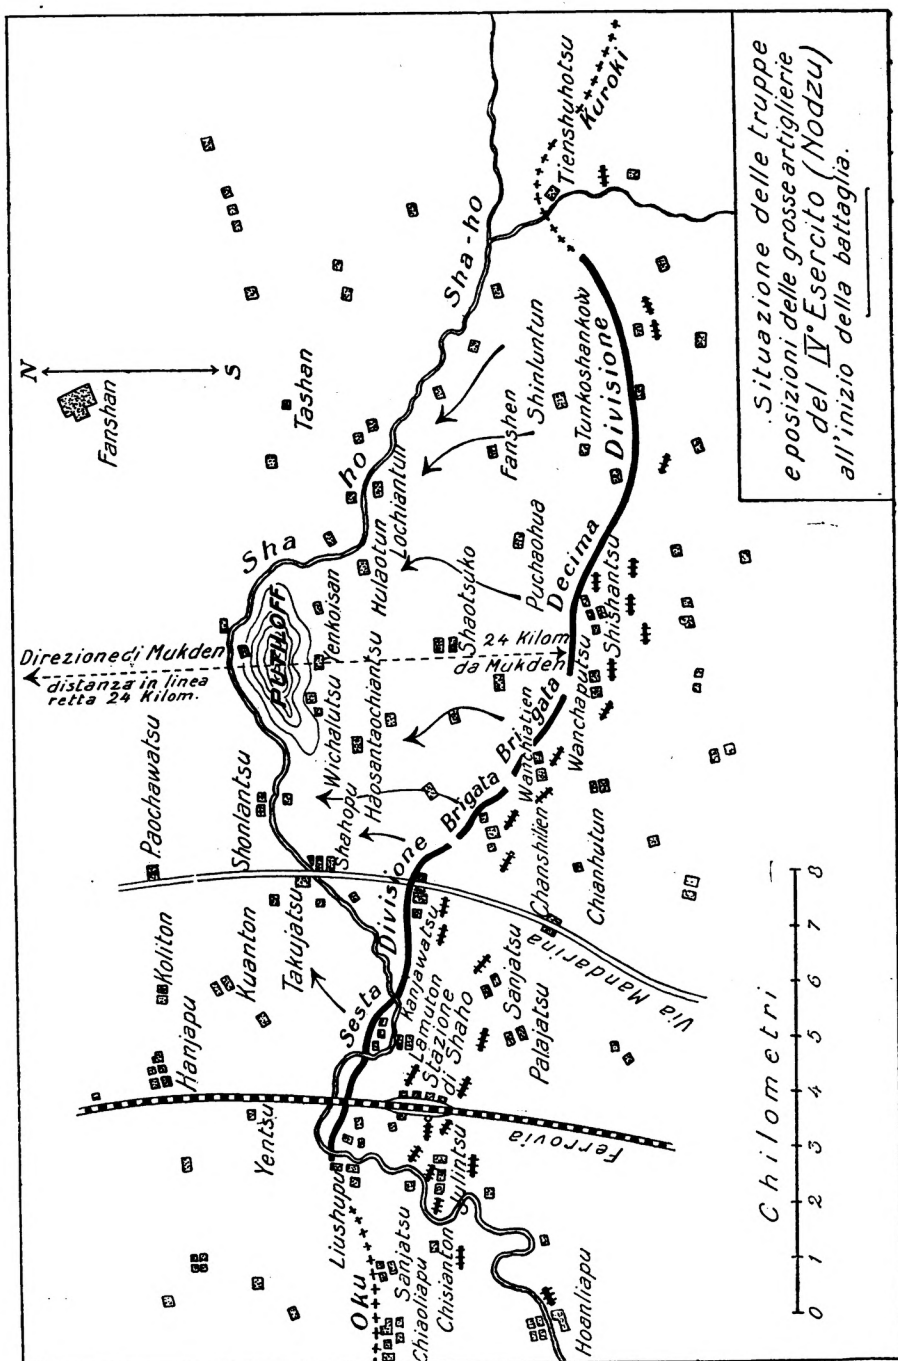 Situazione delle truppe
e posizioni delle grosse artiglierie
del IV° Esercito (Nodzu)
all'inizio della battaglia.
N
S
Fanshan
Tashan
Sha-ho
Tienshuhotsu
Kuroki
Sha
ho
Lochiantun
Hulaotun
Fanshen
Shinluntun
Tunkoshankow
Divisione
Decima
Puchaohua
Shaotsuko
Shishantsu
PUTILOFF
Yenkoisan
Direzione di Mukden
distanza in linea
retta 24 Kilom.
24 Kilom
da Mukden
Wichalutsu
Haosantaochiantsu
Shahopu
Wanchiatien
Wanchaputsu
Brigata
Brigata
Divisione
Sesta
Paochawatsu
Shonlantsu
Takujatsu
Kuanton
Koliton
Hanjapu
Chanshilien
Chanhutun
Via Mandarina
Kanjawatsu
Lamuton
Stazione
di Shaho
Sanjatsu
Palajatsu
Ferrovia
Yentsu
Liushupu
Oku
Sanjatsu
Chiaoliapu
Chisianton
Julintsu
Hoanliapu
Chilometri
0 1 2 3 4 5 6 7 8